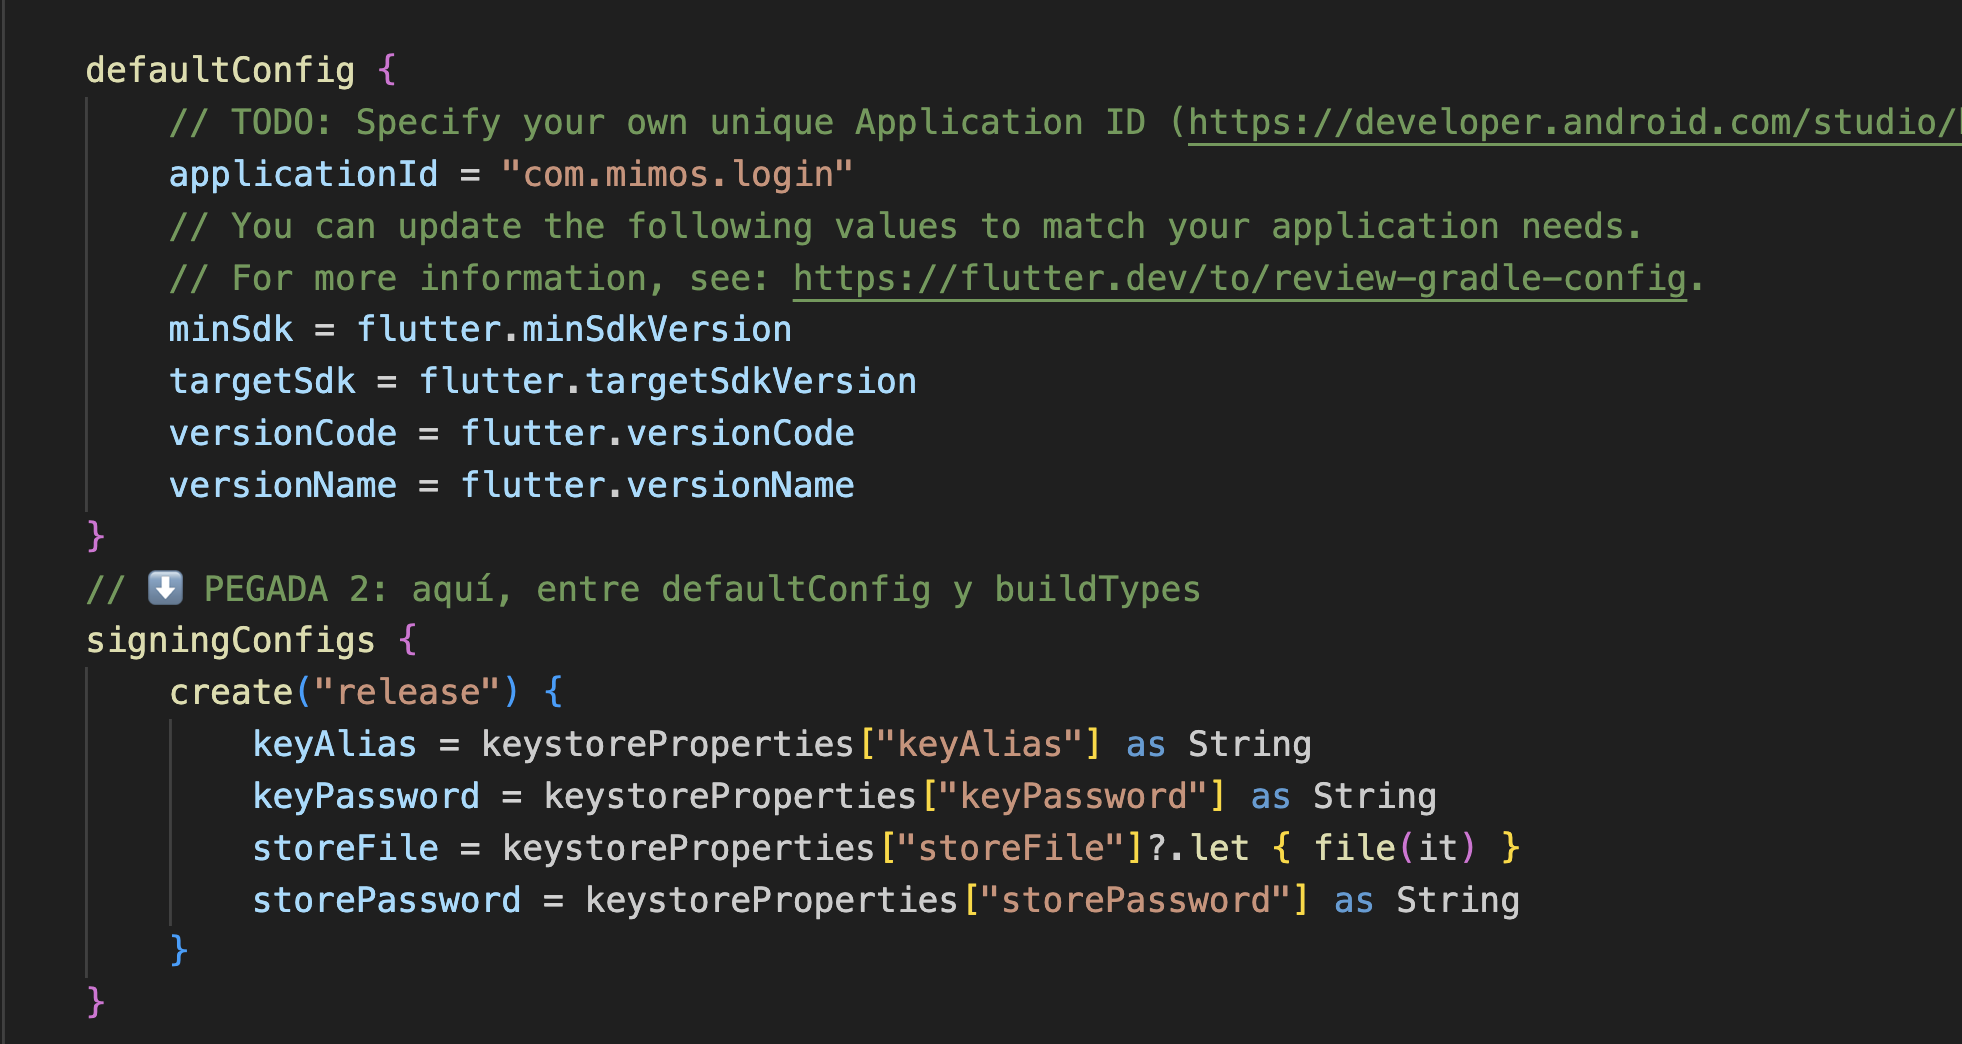 defaultConfig {
// TODO: Specify your own unique Application ID (https://developer.android.com/studio/
applicationId = "com.mimos.login"
// You can update the following values to match your application needs.
// For more information, see: https://flutter.dev/to/review-gradle-config.
minSdk = flutter.minSdkVersion
targetSdk = flutter.targetSdkVersion
versionCode = flutter.versionCode
versionName = flutter.versionName
}
// ⬇️ PEGADA 2: aquí, entre defaultConfig y buildTypes
signingConfigs {
create("release") {
keyAlias = keystoreProperties["keyAlias"] as String
keyPassword = keystoreProperties["keyPassword"] as String
storeFile = keystoreProperties["storeFile"]?.let { file(it) }
storePassword = keystoreProperties["storePassword"] as String
}
}